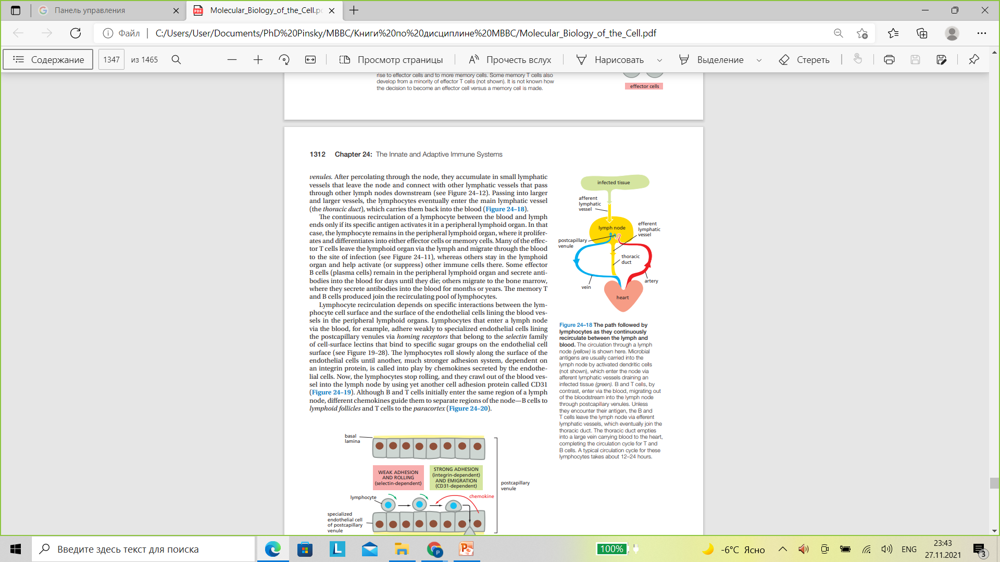 Панель управления
Molecular_Biology_of_the_Cell.p
Файл
C:/Users/User/Documents/PhD%20Pinsky/MBBC/Книги%20по%20дисциплине%20MBBC/Molecular_Biology_of_the_Cell.pdf
Содержание
1347 из 1465
Просмотр страницы
Прочесть вслух
Нарисовать
Выделение
Стереть
rise to effector cells and to more memory cells. Some memory T cells also
develop from a minority of effector T cells (not shown). It is not known how
the decision to become an effector cell versus a memory cell is made.
effector cells
1312 Chapter 24: The Innate and Adaptive Immune Systems
venules. After percolating through the node, they accumulate in small lymphatic
vessels that leave the node and connect with other lymphatic vessels that pass
through other lymph nodes downstream (see Figure 24–12). Passing into larger
and larger vessels, the lymphocytes eventually enter the main lymphatic vessel
(the thoracic duct), which carries them back into the blood (Figure 24–18).
The continuous recirculation of a lymphocyte between the blood and lymph
ends only if its specific antigen activates it in a peripheral lymphoid organ. In that
case, the lymphocyte remains in the peripheral lymphoid organ, where it prolifer-
ates and differentiates into either effector cells or memory cells. Many of the effec-
tor T cells leave the lymphoid organ via the lymph and migrate through the blood
to the site of infection (see Figure 24–11), whereas others stay in the lymphoid
organ and help activate (or suppress) other immune cells there. Some effector
B cells (plasma cells) remain in the peripheral lymphoid organ and secrete anti-
bodies into the blood for days until they die; others migrate to the bone marrow,
where they secrete antibodies into the blood for months or years. The memory T
and B cells produced join the recirculating pool of lymphocytes.
Lymphocyte recirculation depends on specific interactions between the lym-
phocyte cell surface and the surface of the endothelial cells lining the blood ves-
sels in the peripheral lymphoid organs. Lymphocytes that enter a lymph node
via the blood, for example, adhere weakly to specialized endothelial cells lining
the postcapillary venules via homing receptors that belong to the selectin family
of cell-surface lectins that bind to specific sugar groups on the endothelial cell
surface (see Figure 19–28). The lymphocytes roll slowly along the surface of the
endothelial cells until another, much stronger adhesion system, dependent on
an integrin protein, is called into play by chemokines secreted by the endothe-
lial cells. Now, the lymphocytes stop rolling, and they crawl out of the blood ves-
sel into the lymph node by using yet another cell adhesion protein called CD31
(Figure 24–19). Although B and T cells initially enter the same region of a lymph
node, different chemokines guide them to separate regions of the node—B cells to
lymphoid follicles and T cells to the paracortex (Figure 24–20).
infected tissue
afferent
lymphatic
vessel
lymph node
efferent
lymphatic
vessel
postcapillary
venule
thoracic
duct
vein
artery
heart
Figure 24–18 The path followed by
lymphocytes as they continuously
recirculate between the lymph and
blood. The circulation through a lymph
node (yellow) is shown here. Microbial
antigens are usually carried into the
lymph node by activated dendritic cells
(not shown), which enter the node via
afferent lymphatic vessels draining an
infected tissue (green). B and T cells, by
contrast, enter via the blood, migrating out
of the bloodstream into the lymph node
through postcapillary venules. Unless
they encounter their antigen, the B and
T cells leave the lymph node via efferent
lymphatic vessels, which eventually join the
thoracic duct. The thoracic duct empties
into a large vein carrying blood to the heart,
completing the circulation cycle for T and
B cells. A typical circulation cycle for these
lymphocytes takes about 12–24 hours.
basal
lamina
WEAK ADHESION
AND ROLLING
(selectin-dependent)
STRONG ADHESION
(integrin-dependent)
AND EMIGRATION
(CD31-dependent)
postcapillary
venule
lymphocyte
chemokine
specialized
endothelial cell
of postcapillary
venule
Введите здесь текст для поиска
100%
-6°C Ясно
ENG
23:43
27.11.2021
3